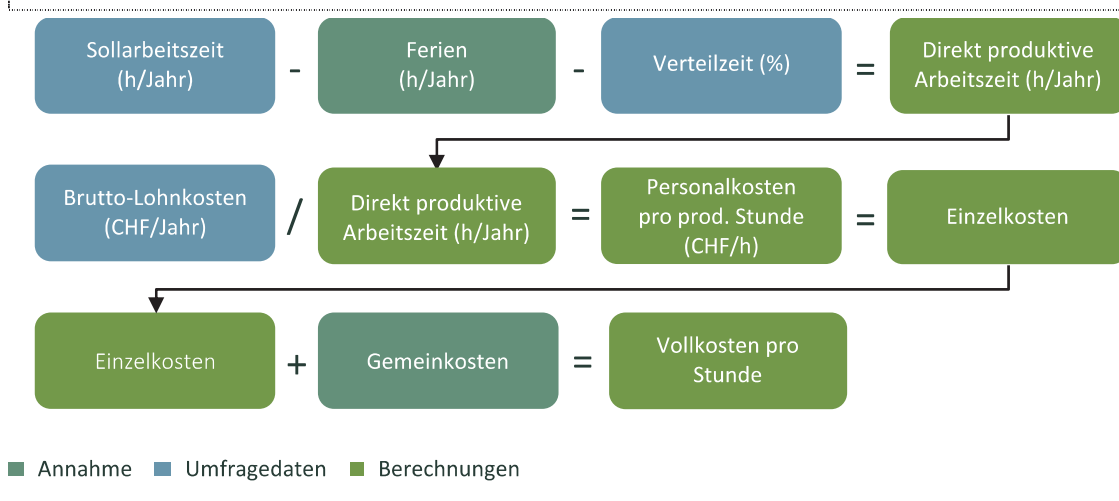 Sollarbeitszeit
(h/Jahr)
-
Ferien
(h/Jahr)
-
Verteilzeit (%)
=
Direkt produktive
Arbeitszeit (h/Jahr)
Brutto-Lohnkosten
(CHF/Jahr)
/
Direkt produktive
Arbeitszeit (h/Jahr)
=
Personalkosten
pro prod. Stunde
(CHF/h)
=
Einzelkosten
Einzelkosten
+
Gemeinkosten
=
Vollkosten pro
Stunde
Annahme
Umfragedaten
Berechnungen